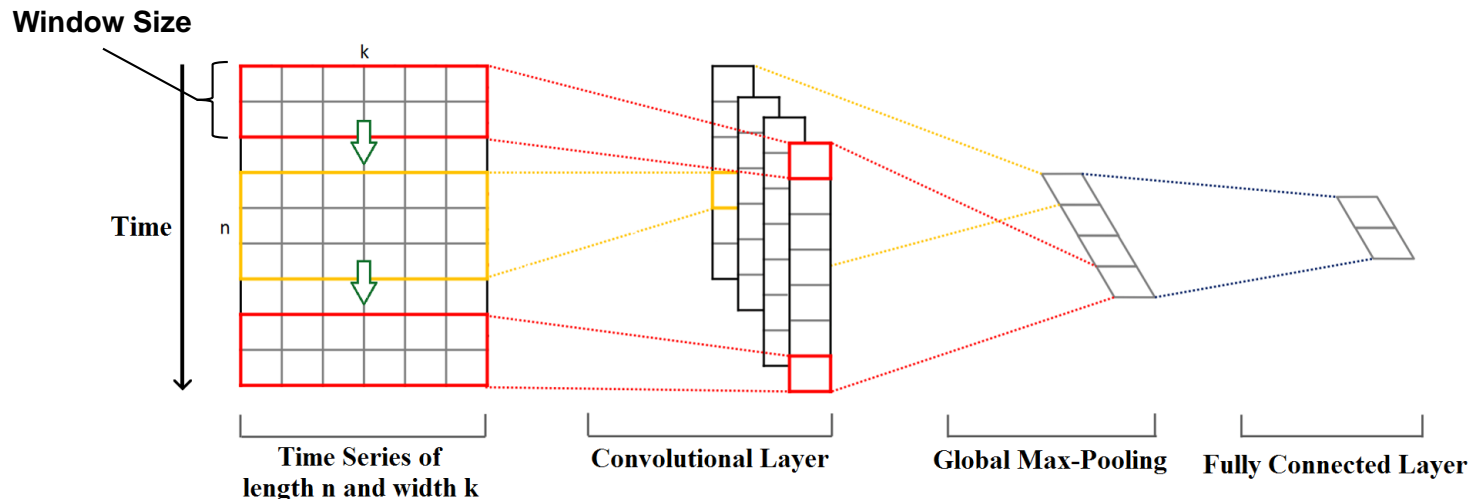 Window Size
k
Time
n
Time Series of
length n and width k
Convolutional Layer
Global Max-Pooling
Fully Connected Layer